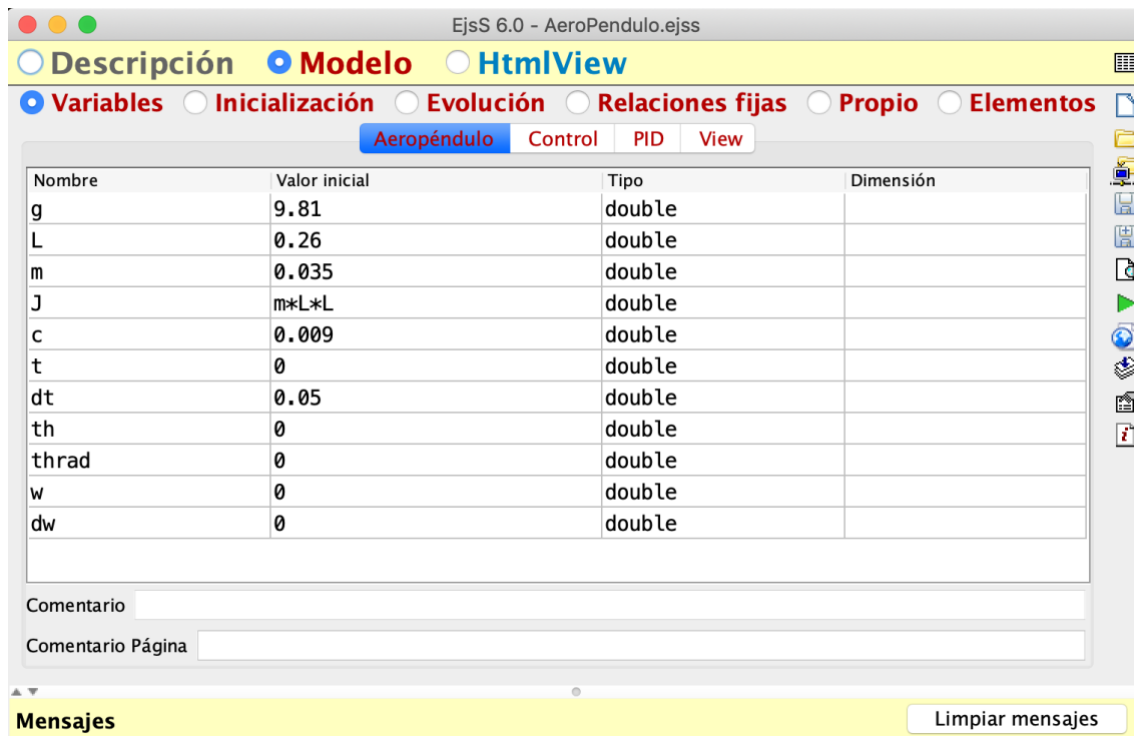 EjsS 6.0 - AeroPendulo.ejss
Descripción Modelo HtmlView
Variables Inicialización Evolución Relaciones fijas Propio Elementos
Aeropéndulo Control PID View
Nombre Valor inicial Tipo Dimensión
g 9.81 double
L 0.26 double
m 0.035 double
J m*L*L double
c 0.009 double
t 0 double
dt 0.05 double
th 0 double
thrad 0 double
w 0 double
dw 0 double
Comentario
Comentario Página
Mensajes Limpiar mensajes